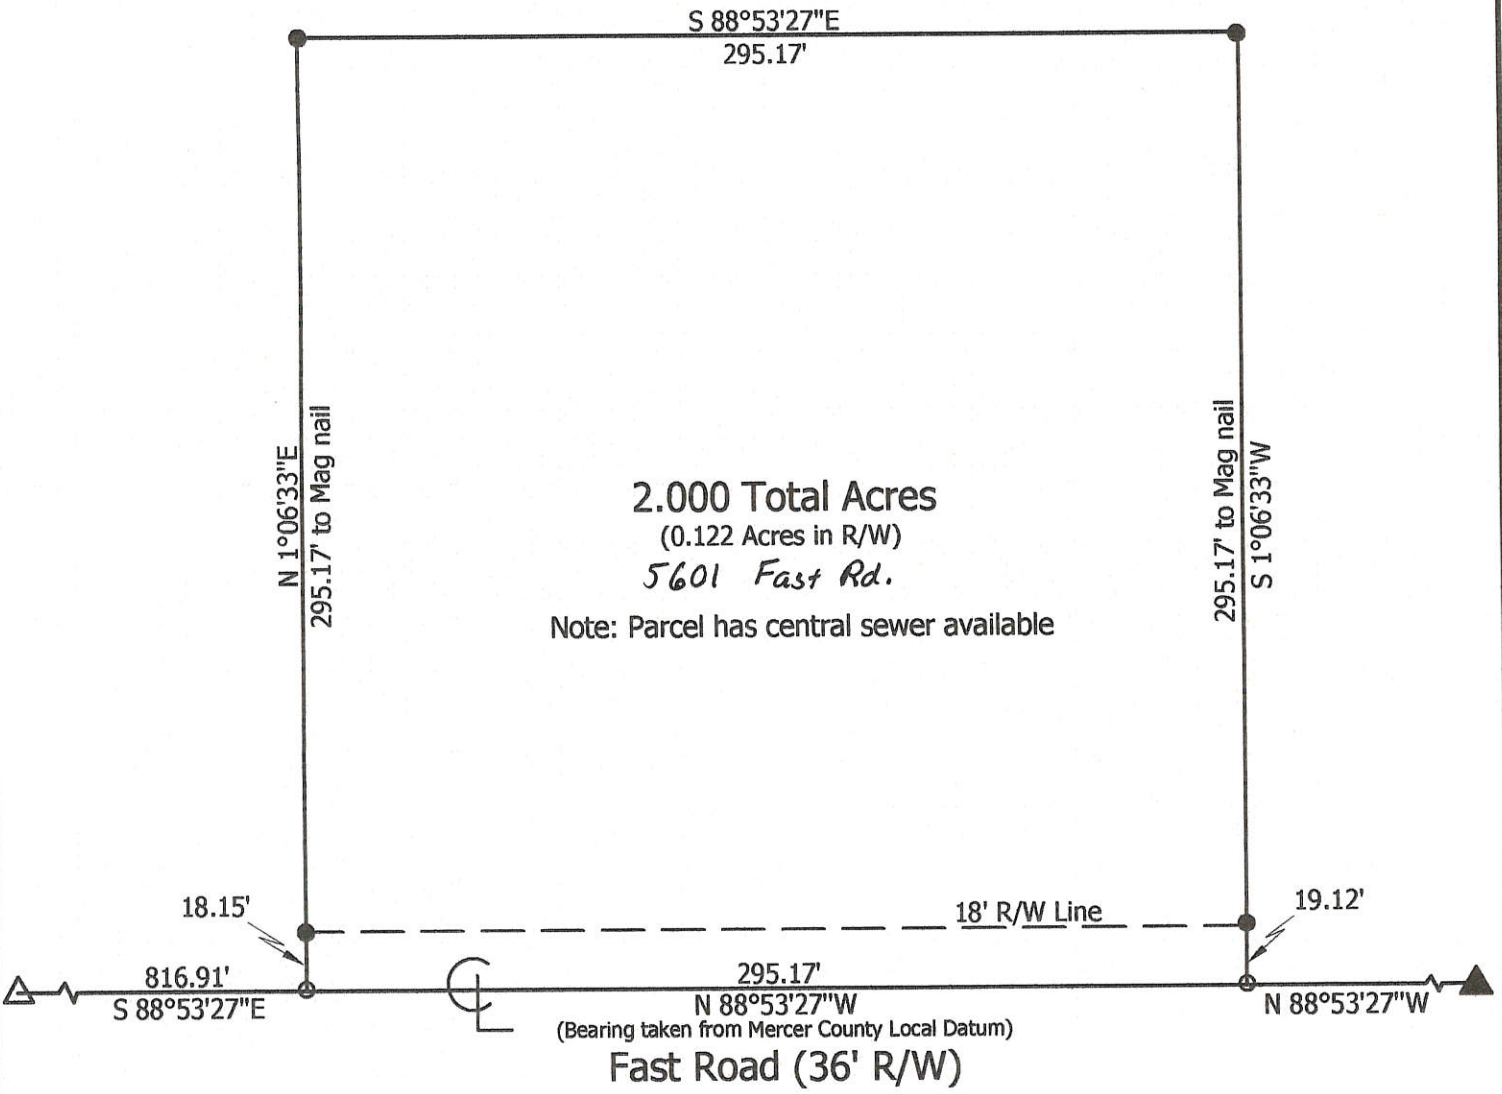 S 88°53'27"E
295.17'
N 1°06'33"E
295.17' to Mag nail
295.17' to Mag nail
S 1°06'33"W
2.000 Total Acres
(0.122 Acres in R/W)
5601 Fast Rd.
Note: Parcel has central sewer available
18.15'
18' R/W Line
19.12'
816.91'
S 88°53'27"E
CL
295.17'
N 88°53'27"W
N 88°53'27"W
(Bearing taken from Mercer County Local Datum)
Fast Road (36' R/W)